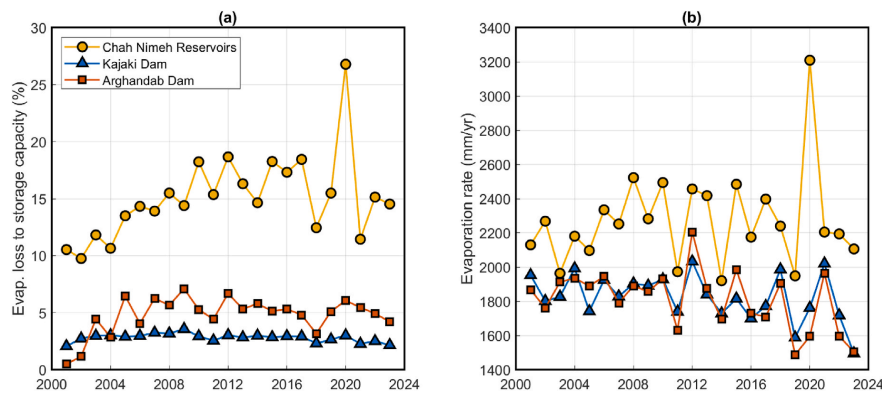 (a)
Evap. loss to storage capacity (%)
30
25
20
15
10
5
0
Chah Nimeh Reservoirs
Kajaki Dam
Arghandab Dam
2000 2004 2008 2012 2016 2020 2024
(b)
Evaporation rate (mm/yr)
3400
3200
3000
2800
2600
2400
2200
2000
1800
1600
1400
2000 2004 2008 2012 2016 2020 2024